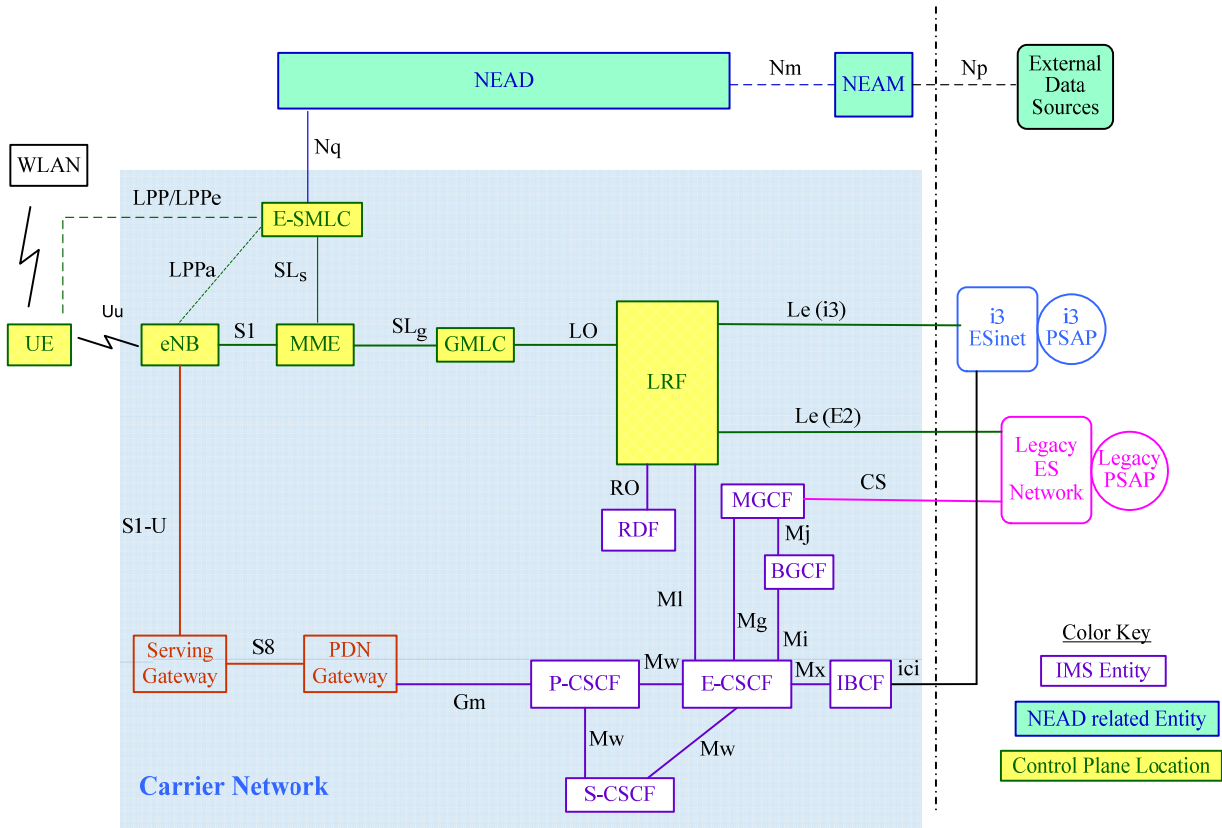 NEAD
Nm
NEAM
Np
External
Data
Sources
Nq
WLAN
LPP/LPPe
E-SMLC
LPPa
SLs
Uu
UE
eNB
S1
MME
SLg
GMLC
LO
LRF
Le (i3)
i3
ESinet
i3
PSAP
Le (E2)
Legacy
ES
Network
Legacy
PSAP
RO
RDF
MGCF
CS
Mj
BGCF
S1-U
Ml
Mg
Mi
Serving
Gateway
S8
PDN
Gateway
Gm
P-CSCF
Mw
E-CSCF
Mx
IBCF
ici
Mw
Mw
S-CSCF
Carrier Network
Color Key
IMS Entity
NEAD related Entity
Control Plane Location